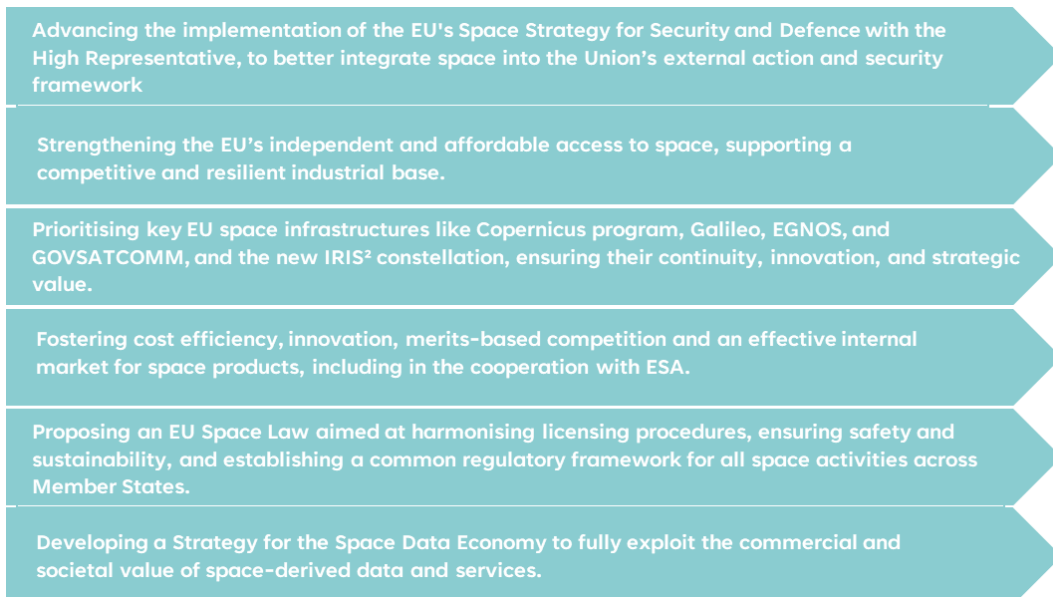 Advancing the implementation of the EU's Space Strategy for Security and Defence with the
High Representative, to better integrate space into the Union's external action and security
framework
Strengthening the EU's independent and affordable access to space, supporting a
competitive and resilient industrial base.
Prioritising key EU space infrastructures like Copernicus program, Galileo, EGNOS, and
GOVSATCOMM, and the new IRIS² constellation, ensuring their continuity, innovation, and strategic
value.
Fostering cost efficiency, innovation, merits-based competition and an effective internal
market for space products, including in the cooperation with ESA.
Proposing an EU Space Law aimed at harmonising licensing procedures, ensuring safety and
sustainability, and establishing a common regulatory framework for all space activities across
Member States.
Developing a Strategy for the Space Data Economy to fully exploit the commercial and
societal value of space-derived data and services.